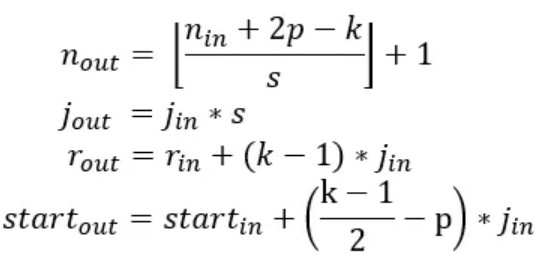 n_out = ⌊(n_in + 2p − k) / s⌋ + 1
j_out = j_in * s
r_out = r_in + (k − 1) * j_in
start_out = start_in + ((k − 1) / 2 − p) * j_in